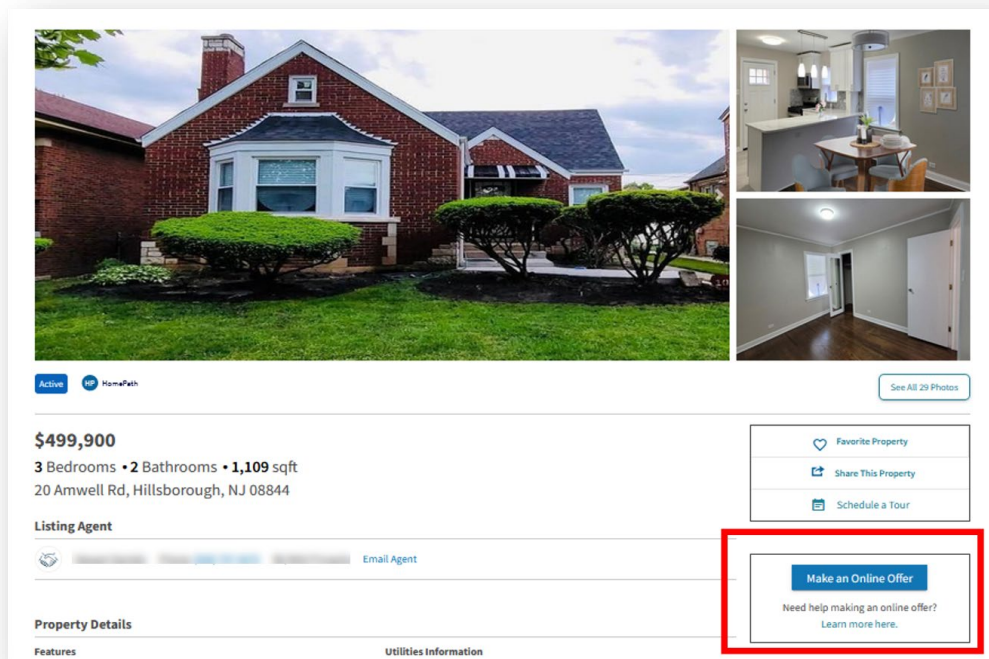 Active
HP HomePath
See All 29 Photos
$499,900
3 Bedrooms • 2 Bathrooms • 1,109 sqft
20 Amwell Rd, Hillsborough, NJ 08844
Favorite Property
Share This Property
Schedule a Tour
Listing Agent
Email Agent
Make an Online Offer
Need help making an online offer?
Learn more here.
Property Details
Features
Utilities Information